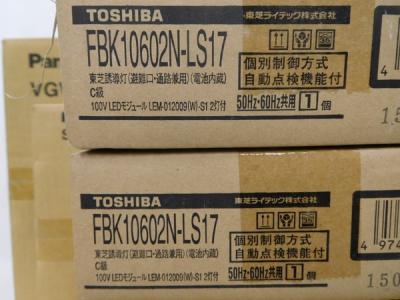 TOSHIBA
東芝ライテック株式会社
FBK10602N-LS17
東芝誘導灯(避難口・通路兼用)(電池内蔵)
C級
100V LEDモジュール LEM-012009(W)-S1 2灯付
個別制御方式
自動点検機能付
50Hz・60Hz共用 1個
15
Pan
VGV
TOSHIBA
東芝ライテック株式会社
FBK10602N-LS17
東芝誘導灯(避難口・通路兼用)(電池内蔵)
C級
100V LEDモジュール LEM-012009(W)-S1 2灯付
個別制御方式
自動点検機能付
50Hz・60Hz共用 1個
4 974
150